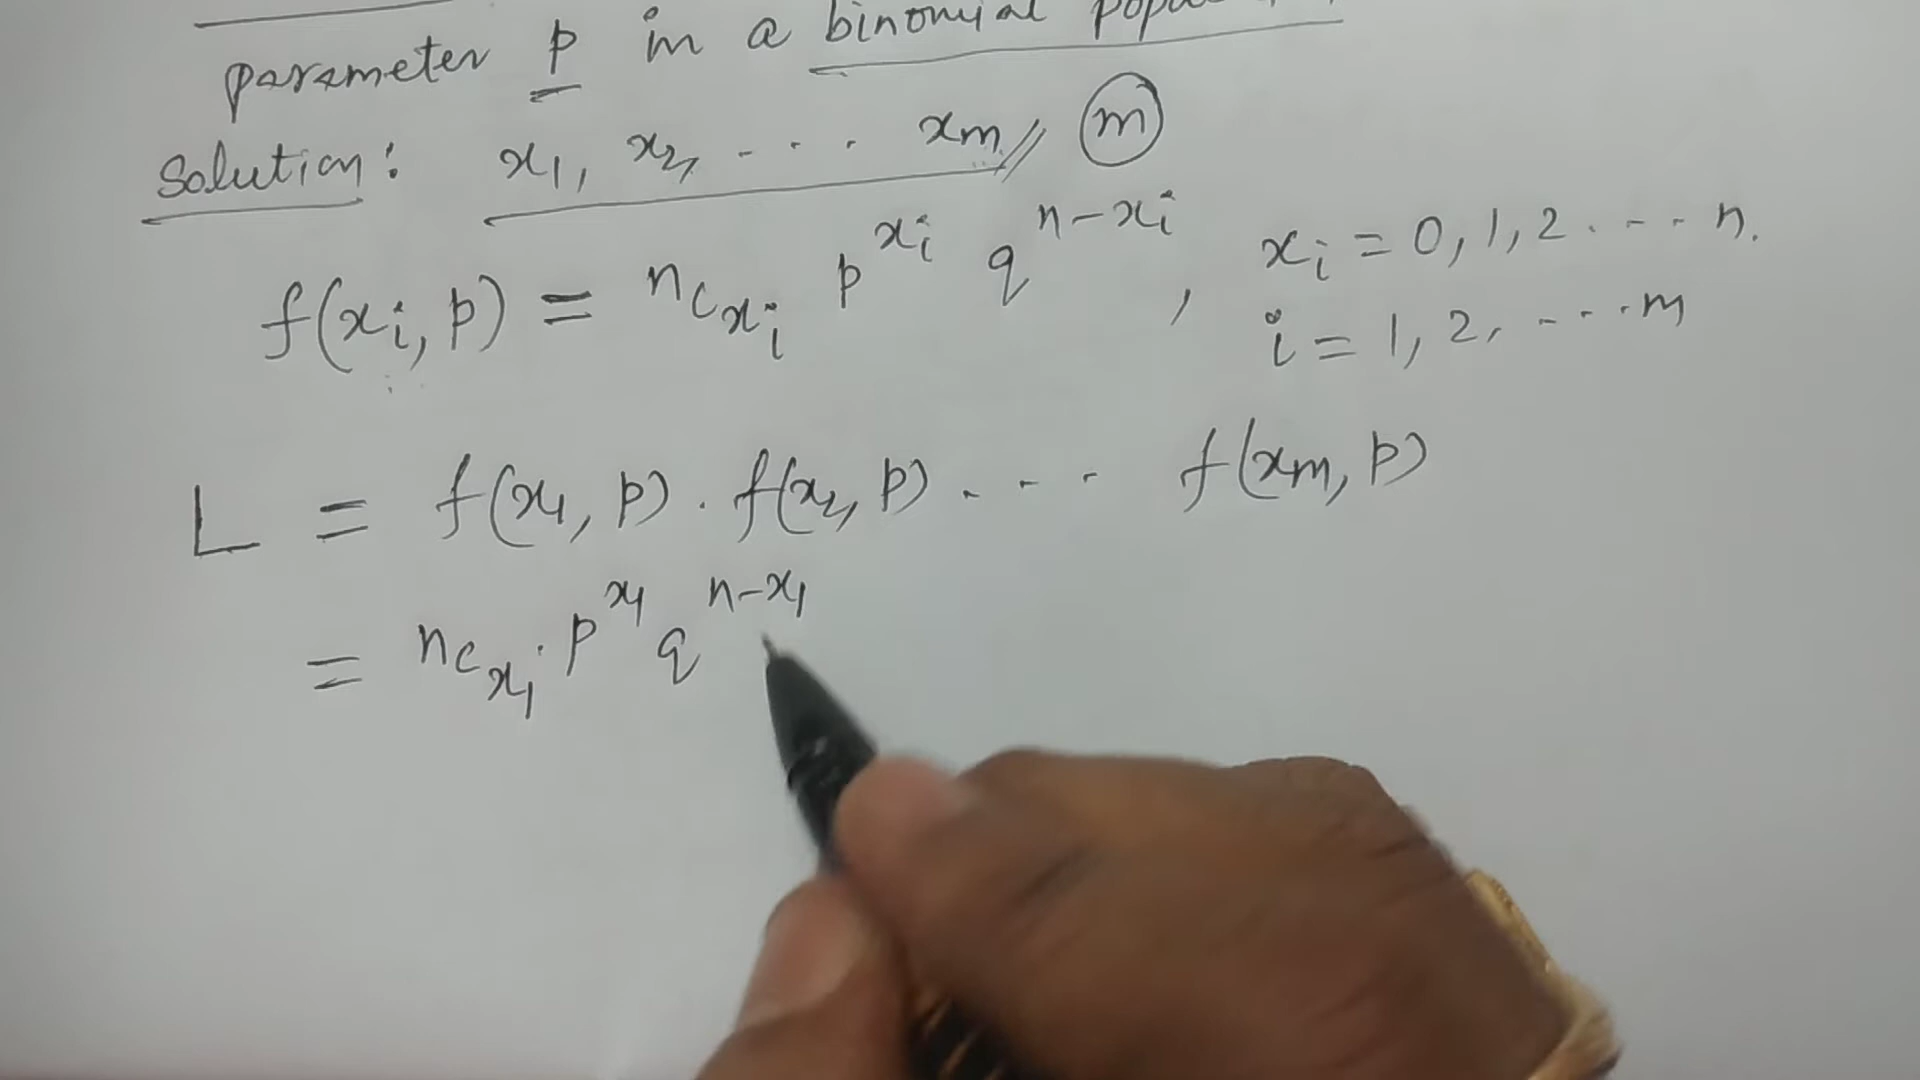 parameter p in a binomial
Solution: x1, x2, - - . xm // m
f(xi, p) = nCxi p^xi q^n-xi, xi = 0, 1, 2. - - n.
i = 1, 2, - - . . m
L = f(x1, p) . f(x2, p) . - - - f(xm, p)
= nCx1 . p^x1 q^n-x1